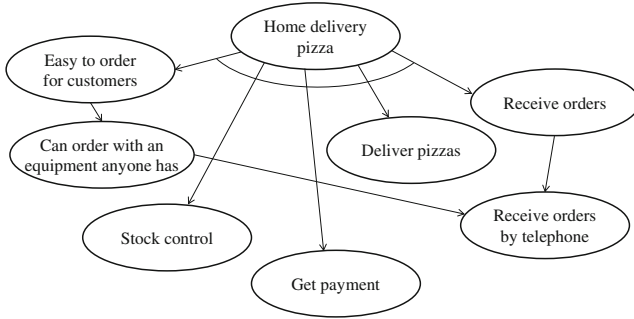 Home delivery
pizza
Easy to order
for customers
Receive orders
Can order with an
equipment anyone has
Deliver pizzas
Receive orders
by telephone
Stock control
Get payment